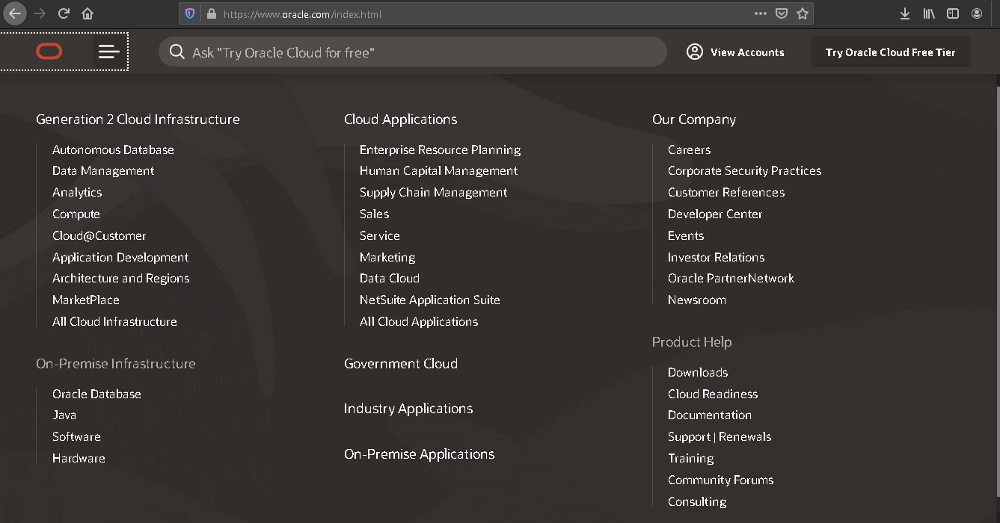 https://www.oracle.com/index.html
Ask "Try Oracle Cloud for free"
View Accounts
Try Oracle Cloud Free Tier
Generation 2 Cloud Infrastructure
Autonomous Database
Data Management
Analytics
Compute
Cloud@Customer
Application Development
Architecture and Regions
MarketPlace
All Cloud Infrastructure
On-Premise Infrastructure
Oracle Database
Java
Software
Hardware
Cloud Applications
Enterprise Resource Planning
Human Capital Management
Supply Chain Management
Sales
Service
Marketing
Data Cloud
NetSuite Application Suite
All Cloud Applications
Government Cloud
Industry Applications
On-Premise Applications
Our Company
Careers
Corporate Security Practices
Customer References
Developer Center
Events
Investor Relations
Oracle PartnerNetwork
Newsroom
Product Help
Downloads
Cloud Readiness
Documentation
Support | Renewals
Training
Community Forums
Consulting